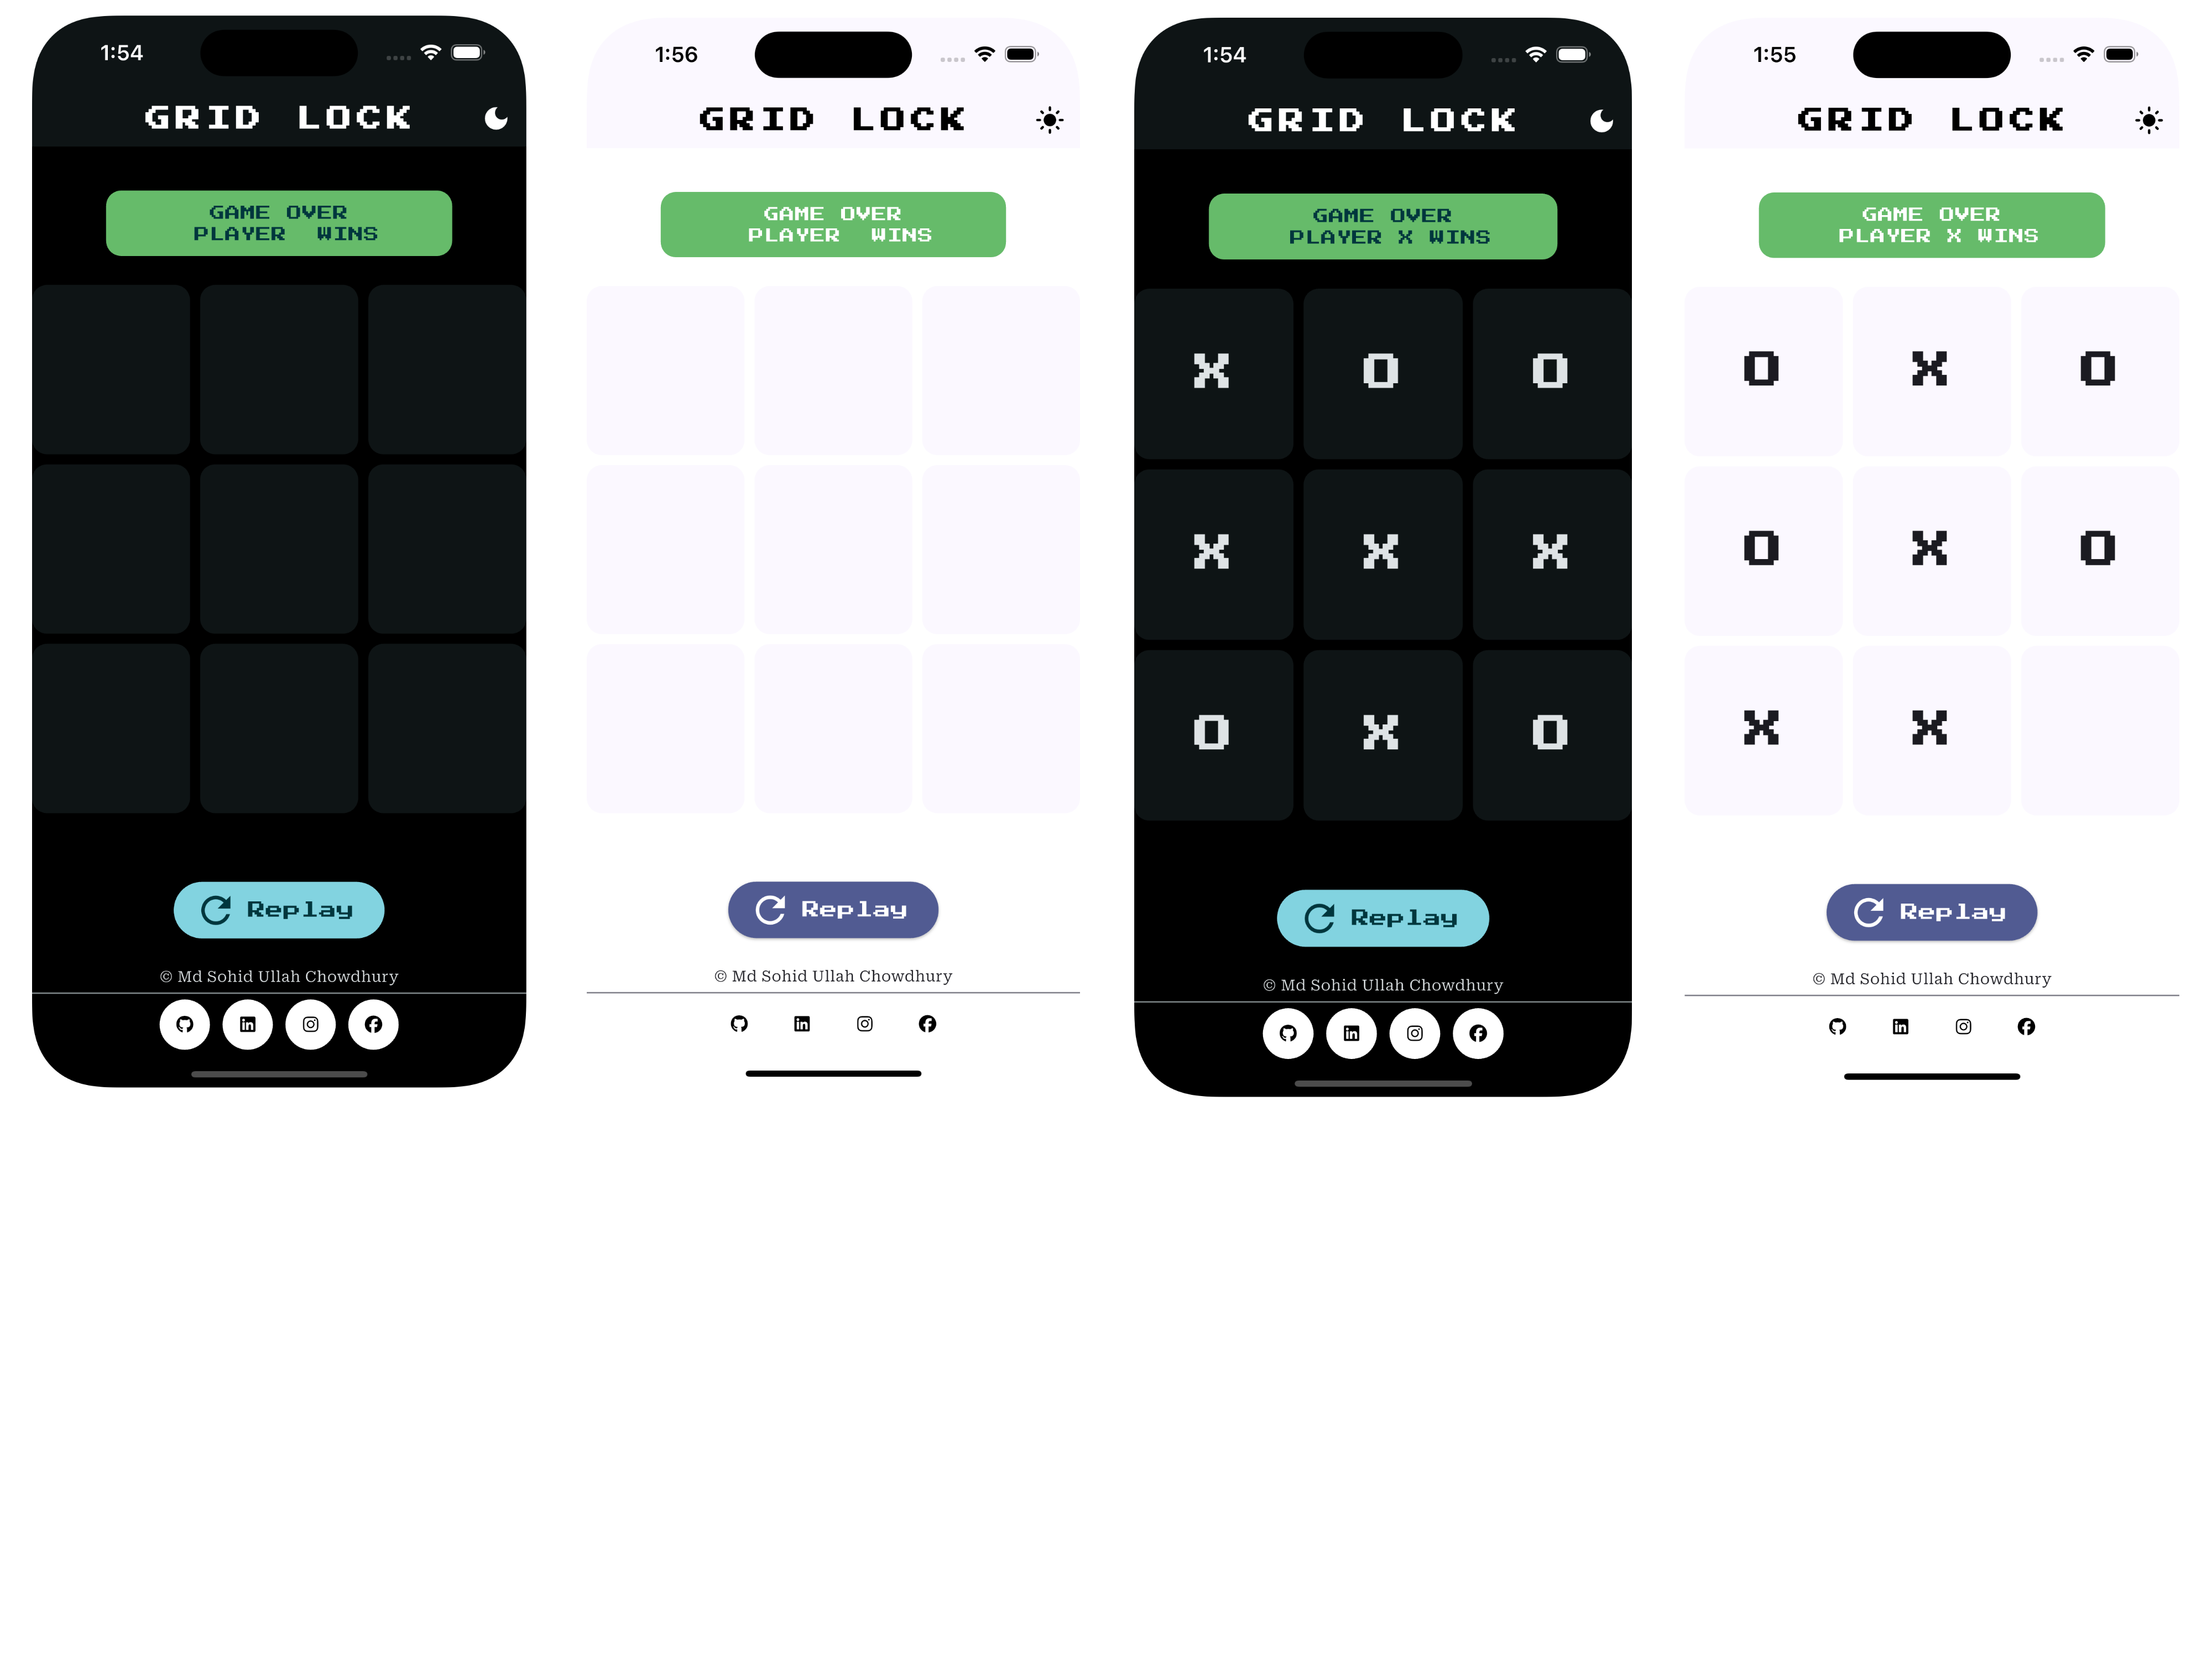 1:54
GRID LOCK
GAME OVER
PLAYER WINS
Replay
© Md Sohid Ullah Chowdhury
1:56
GRID LOCK
GAME OVER
PLAYER WINS
Replay
© Md Sohid Ullah Chowdhury
1:54
GRID LOCK
GAME OVER
PLAYER X WINS
X O O
X X X
O X O
Replay
© Md Sohid Ullah Chowdhury
1:55
GRID LOCK
GAME OVER
PLAYER X WINS
O X O
O X O
X X
Replay
© Md Sohid Ullah Chowdhury